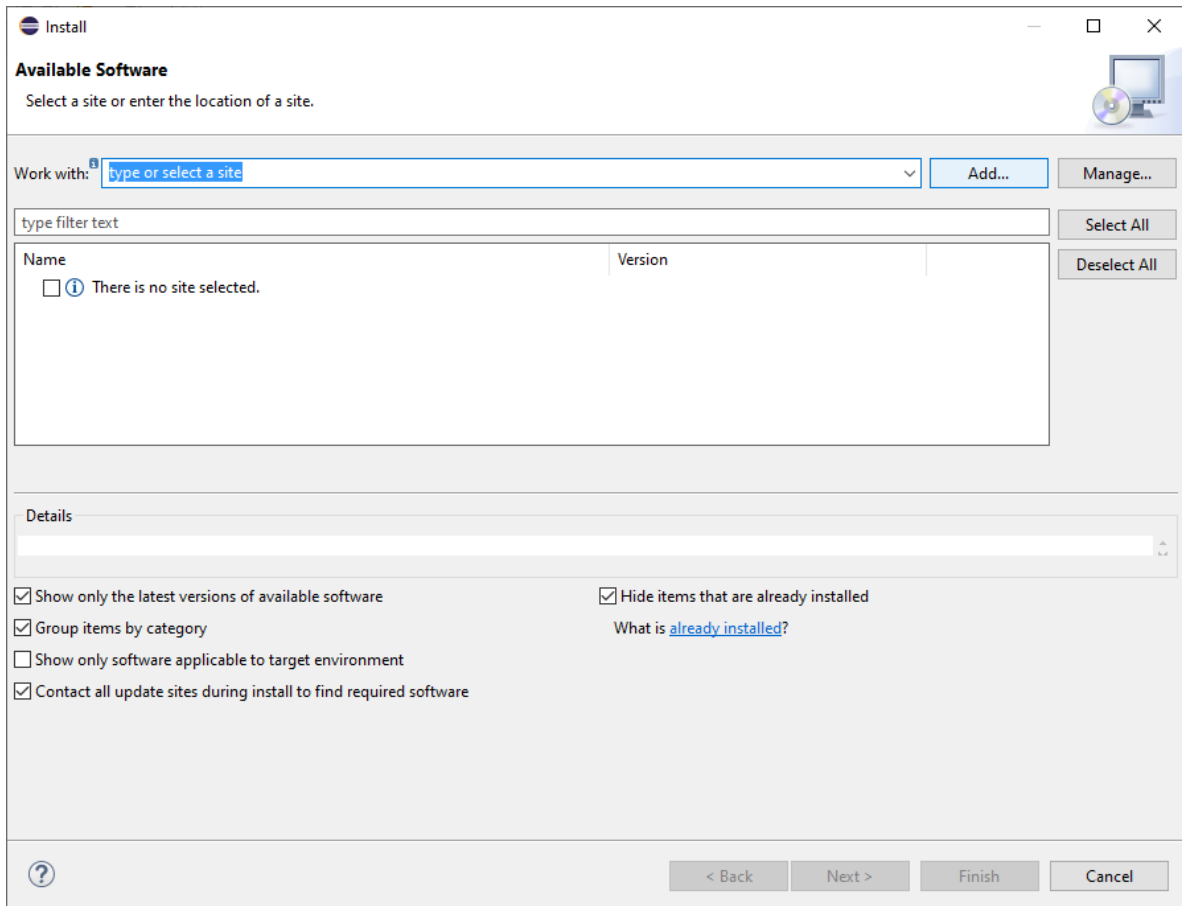 Install
Available Software
Select a site or enter the location of a site.
Work with: type or select a site Add... Manage...
type filter text Select All
Name Version Deselect All
There is no site selected.
Details
Show only the latest versions of available software Hide items that are already installed
Group items by category What is already installed?
Show only software applicable to target environment
Contact all update sites during install to find required software
? < Back Next > Finish Cancel